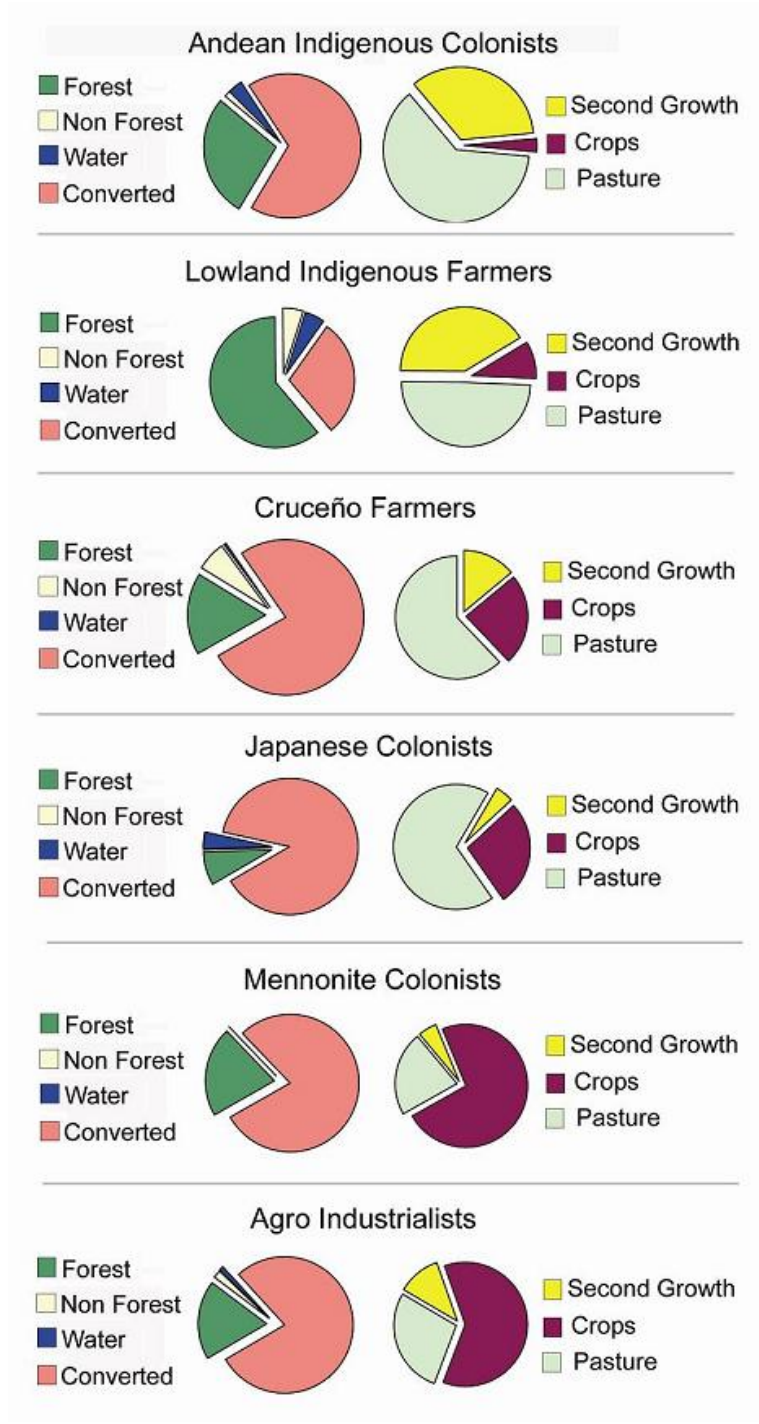 Andean Indigenous Colonists
Forest
Non Forest
Water
Converted
Second Growth
Crops
Pasture
Lowland Indigenous Farmers
Forest
Non Forest
Water
Converted
Second Growth
Crops
Pasture
Cruceño Farmers
Forest
Non Forest
Water
Converted
Second Growth
Crops
Pasture
Japanese Colonists
Forest
Non Forest
Water
Converted
Second Growth
Crops
Pasture
Mennonite Colonists
Forest
Non Forest
Water
Converted
Second Growth
Crops
Pasture
Agro Industrialists
Forest
Non Forest
Water
Converted
Second Growth
Crops
Pasture